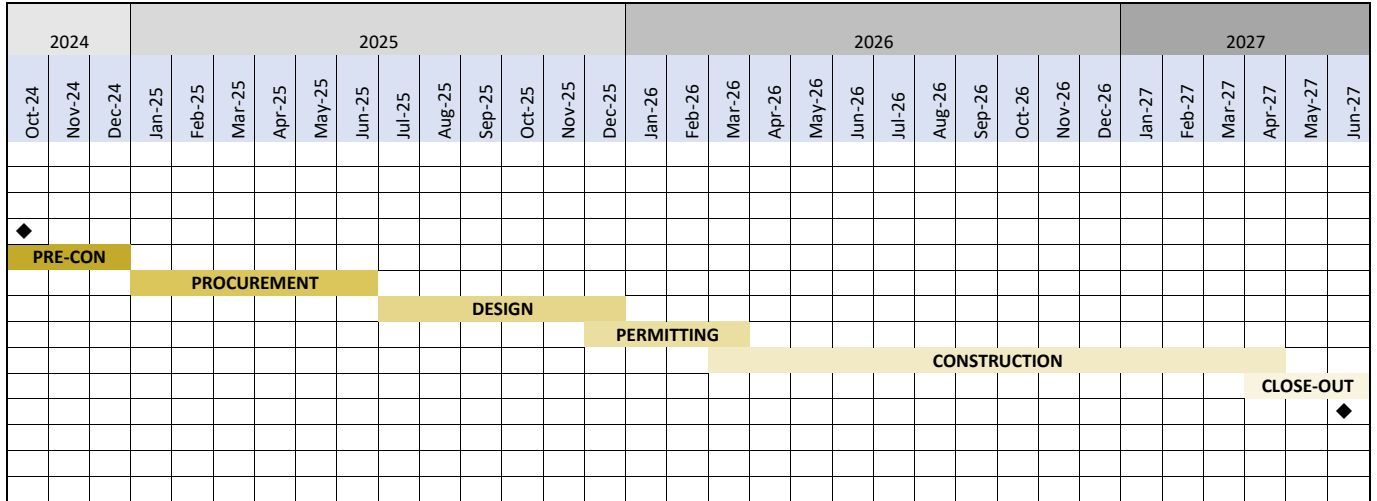 2024 2025 2026 2027
Oct-24 Nov-24 Dec-24 Jan-25 Feb-25 Mar-25 Apr-25 May-25 Jun-25 Jul-25 Aug-25 Sep-25 Oct-25 Nov-25 Dec-25 Jan-26 Feb-26 Mar-26 Apr-26 May-26 Jun-26 Jul-26 Aug-26 Sep-26 Oct-26 Nov-26 Dec-26 Jan-27 Feb-27 Mar-27 Apr-27 May-27 Jun-27
PRE-CON
PROCUREMENT
DESIGN
PERMITTING
CONSTRUCTION
CLOSE-OUT